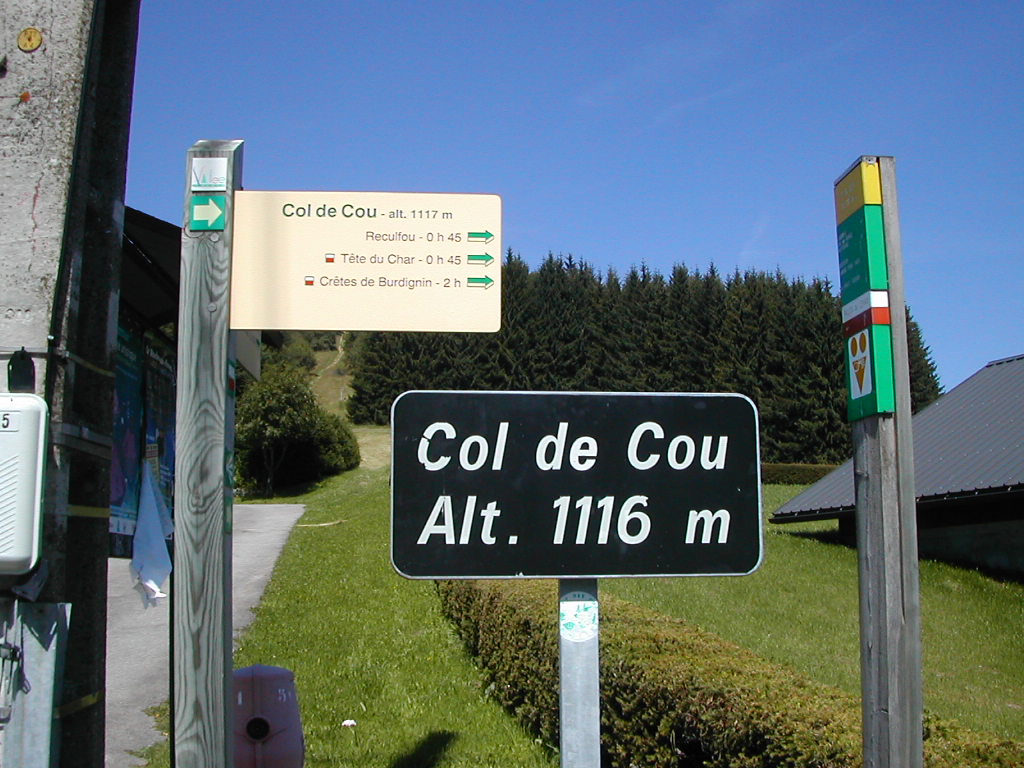 Col de Cou - alt. 1117 m
Reculfou - 0 h 45
Tête du Char - 0 h 45
Crêtes de Burdignin - 2 h
Col de Cou
Alt. 1116 m
5